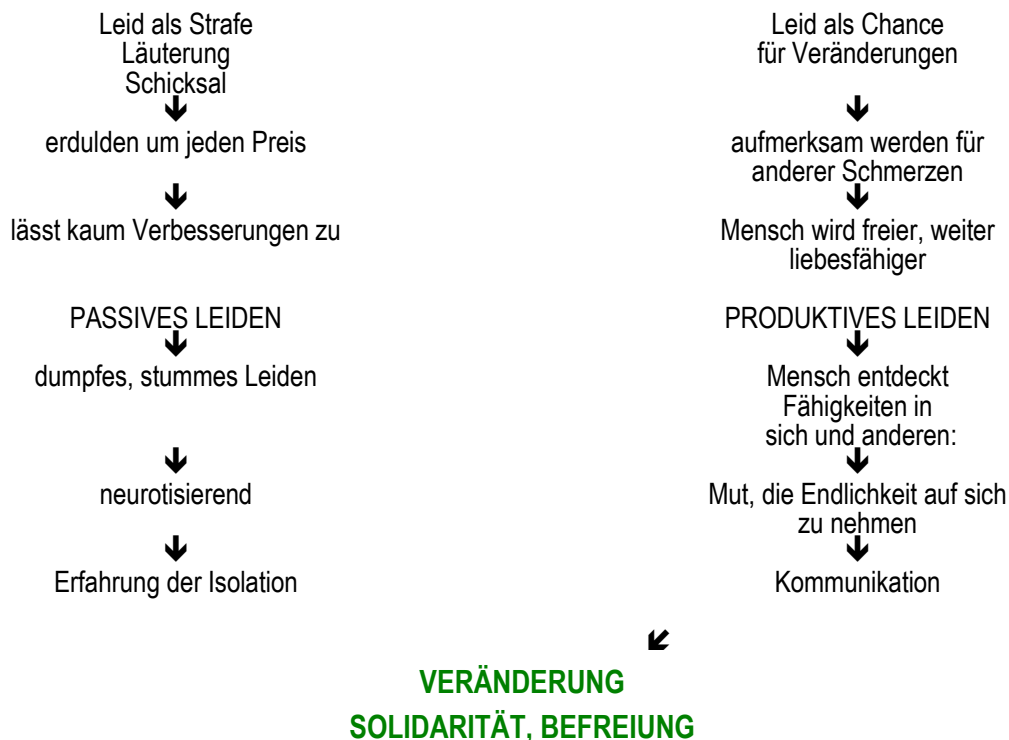 Leid als Strafe
Läuterung
Schicksal
erdulden um jeden Preis
lässt kaum Verbesserungen zu
PASSIVES LEIDEN
dumpfes, stummes Leiden
neurotisierend
Erfahrung der Isolation
Leid als Chance
für Veränderungen
aufmerksam werden für
anderer Schmerzen
Mensch wird freier, weiter
liebesfähiger
PRODUKTIVES LEIDEN
Mensch entdeckt
Fähigkeiten in
sich und anderen:
Mut, die Endlichkeit auf sich
zu nehmen
Kommunikation
VERÄNDERUNG
SOLIDARITÄT, BEFREIUNG